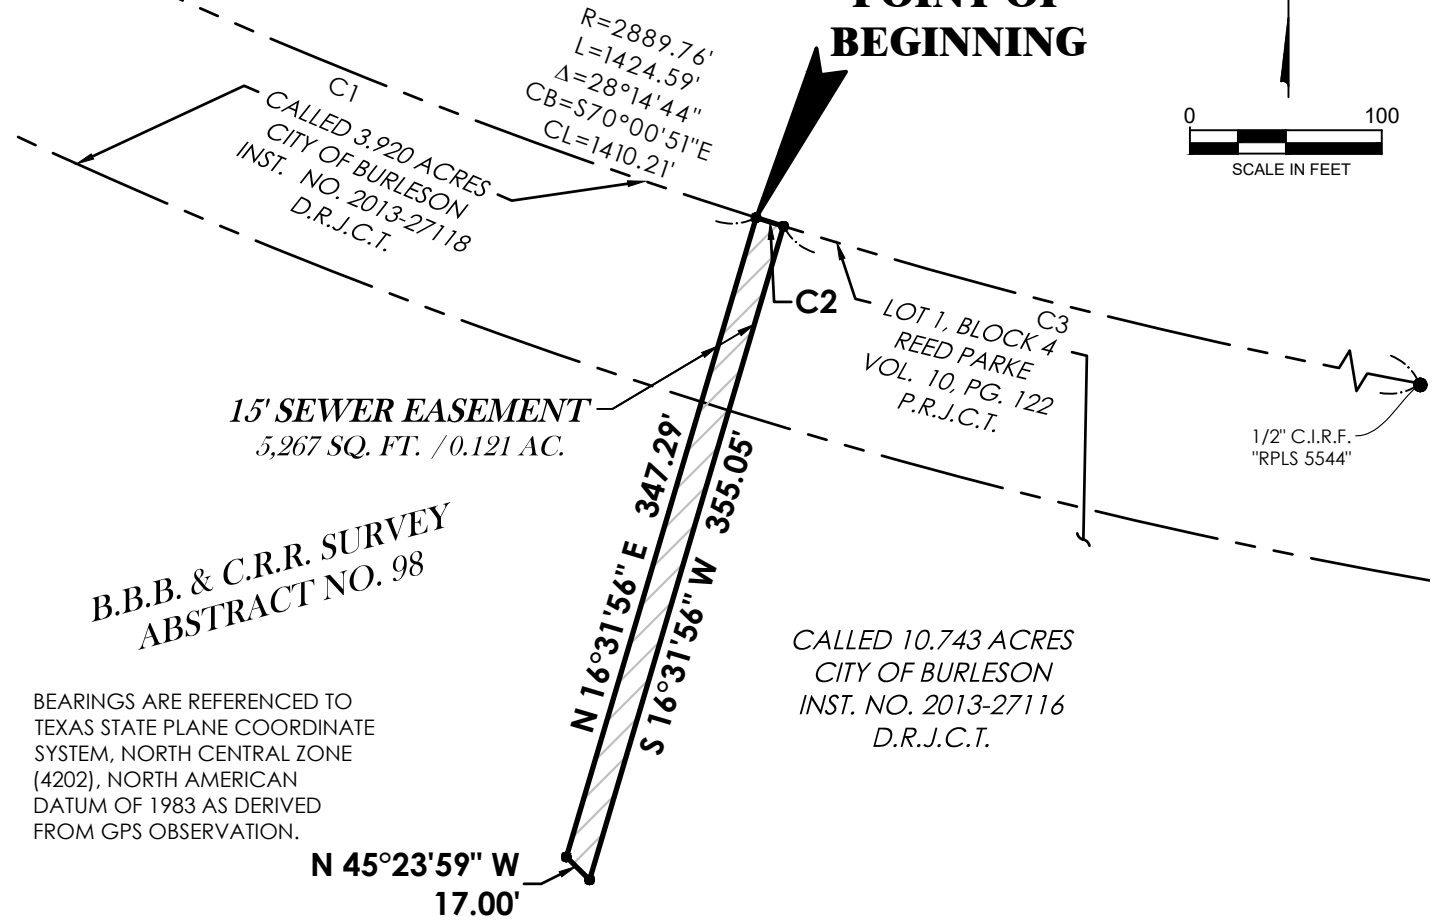 POINT OF
BEGINNING
R=2889.76'
L=1424.59'
Δ=28°14'44"
CB=S70°00'51"E
CL=1410.21'
C1
CALLED 3.920 ACRES
CITY OF BURLESON
INST. NO. 2013-27118
D.R.J.C.T.
0 100
SCALE IN FEET
C2
C3
LOT 1, BLOCK 4
REED PARKE
VOL. 10, PG. 122
P.R.J.C.T.
1/2" C.I.R.F.
"RPLS 5544"
15' SEWER EASEMENT
5,267 SQ. FT. / 0.121 AC.
N 16°31'56" E 347.29'
S 16°31'56" W 355.05'
B.B.B. & C.R.R. SURVEY
ABSTRACT NO. 98
CALLED 10.743 ACRES
CITY OF BURLESON
INST. NO. 2013-27116
D.R.J.C.T.
BEARINGS ARE REFERENCED TO
TEXAS STATE PLANE COORDINATE
SYSTEM, NORTH CENTRAL ZONE
(4202), NORTH AMERICAN
DATUM OF 1983 AS DERIVED
FROM GPS OBSERVATION.
N 45°23'59" W
17.00'